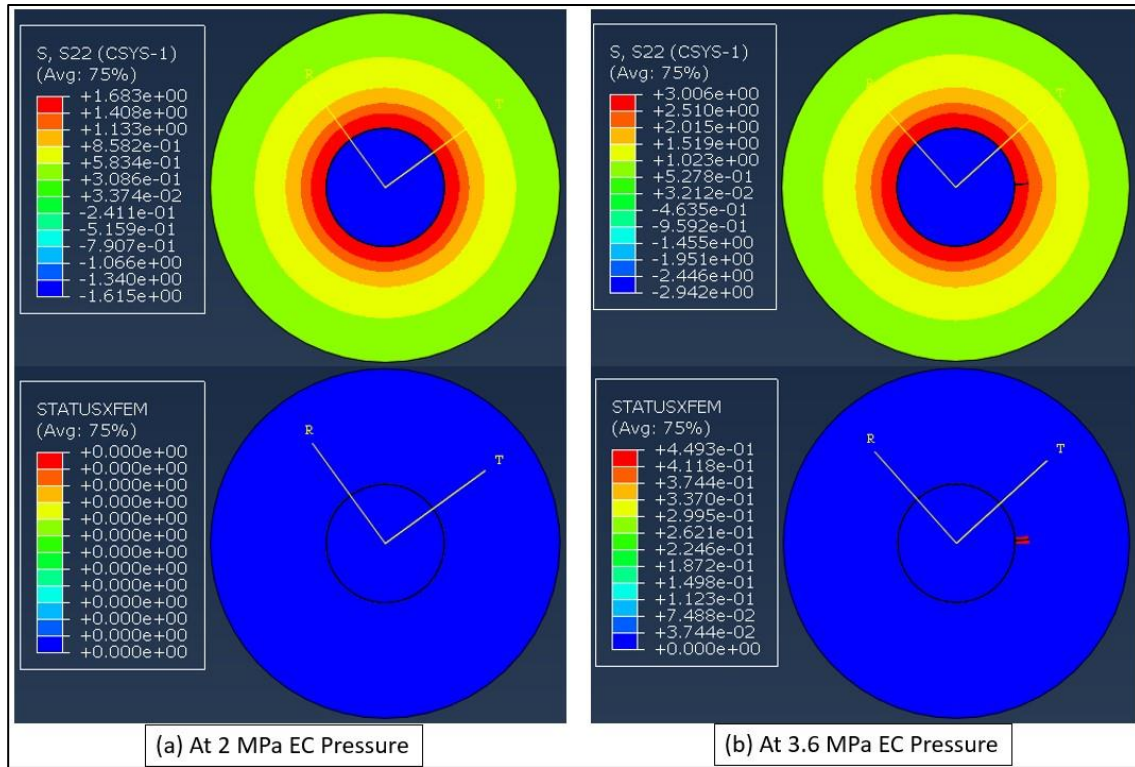 S, S22 (CSYS-1)
(Avg: 75%)
+1.683e+00
+1.408e+00
+1.133e+00
+8.582e-01
+5.834e-01
+3.086e-01
+3.374e-02
-2.411e-01
-5.159e-01
-7.907e-01
-1.066e+00
-1.340e+00
-1.615e+00
R
T
S, S22 (CSYS-1)
(Avg: 75%)
+3.006e+00
+2.510e+00
+2.015e+00
+1.519e+00
+1.023e+00
+5.278e-01
+3.212e-02
-4.635e-01
-9.592e-01
-1.455e+00
-1.951e+00
-2.446e+00
-2.942e+00
R
T
STATUSXFEM
(Avg: 75%)
+0.000e+00
+0.000e+00
+0.000e+00
+0.000e+00
+0.000e+00
+0.000e+00
+0.000e+00
+0.000e+00
+0.000e+00
+0.000e+00
+0.000e+00
+0.000e+00
+0.000e+00
R
T
STATUSXFEM
(Avg: 75%)
+4.493e-01
+4.118e-01
+3.744e-01
+3.370e-01
+2.995e-01
+2.621e-01
+2.246e-01
+1.872e-01
+1.498e-01
+1.123e-01
+7.488e-02
+3.744e-02
+0.000e+00
R
T
(a) At 2 MPa EC Pressure
(b) At 3.6 MPa EC Pressure